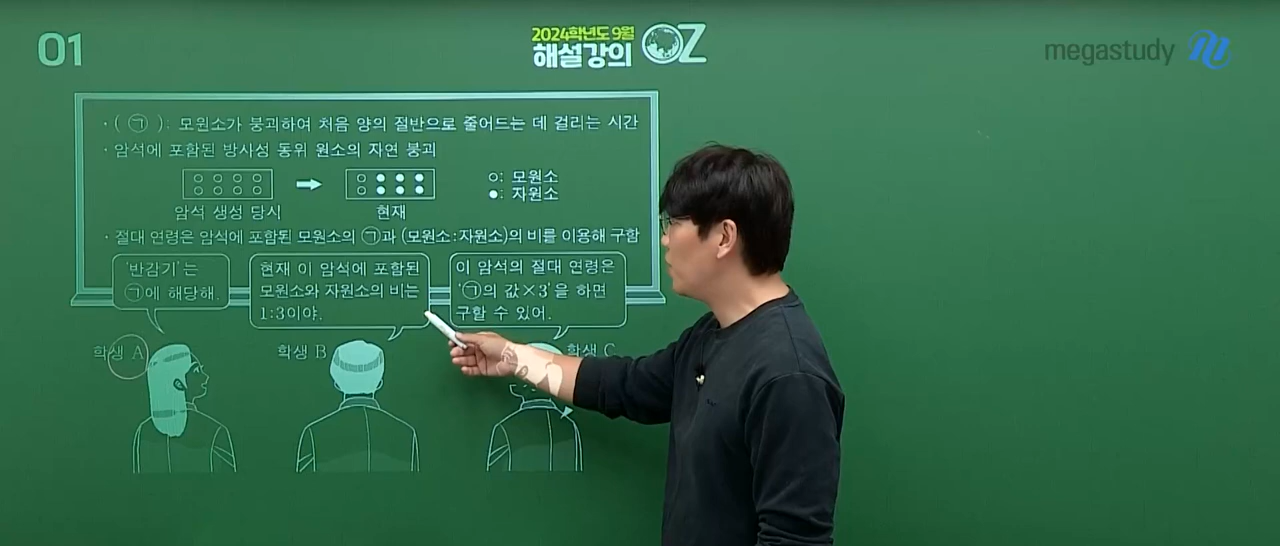 01
2024학년도 9월
해설강의 OZ
megastudy
· ( ㉠ ): 모원소가 붕괴하여 처음 양의 절반으로 줄어드는 데 걸리는 시간
· 암석에 포함된 방사성 동위 원소의 자연 붕괴
○: 모원소
●: 자원소
암석 생성 당시
현재
· 절대 연령은 암석에 포함된 모원소의 ㉠과 (모원소:자원소)의 비를 이용해 구함
'반감기'는
㉠에 해당해.
현재 이 암석에 포함된
모원소와 자원소의 비는
1:3이야.
이 암석의 절대 연령은
'㉠의 값×3'을 하면
구할 수 있어.
학생 A
학생 B
학생 C